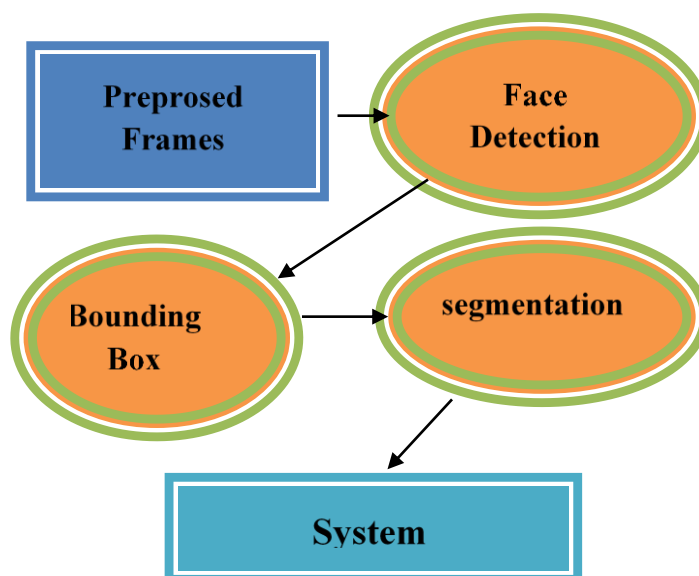 Preprosed
Frames
Face
Detection
Bounding
Box
segmentation
System